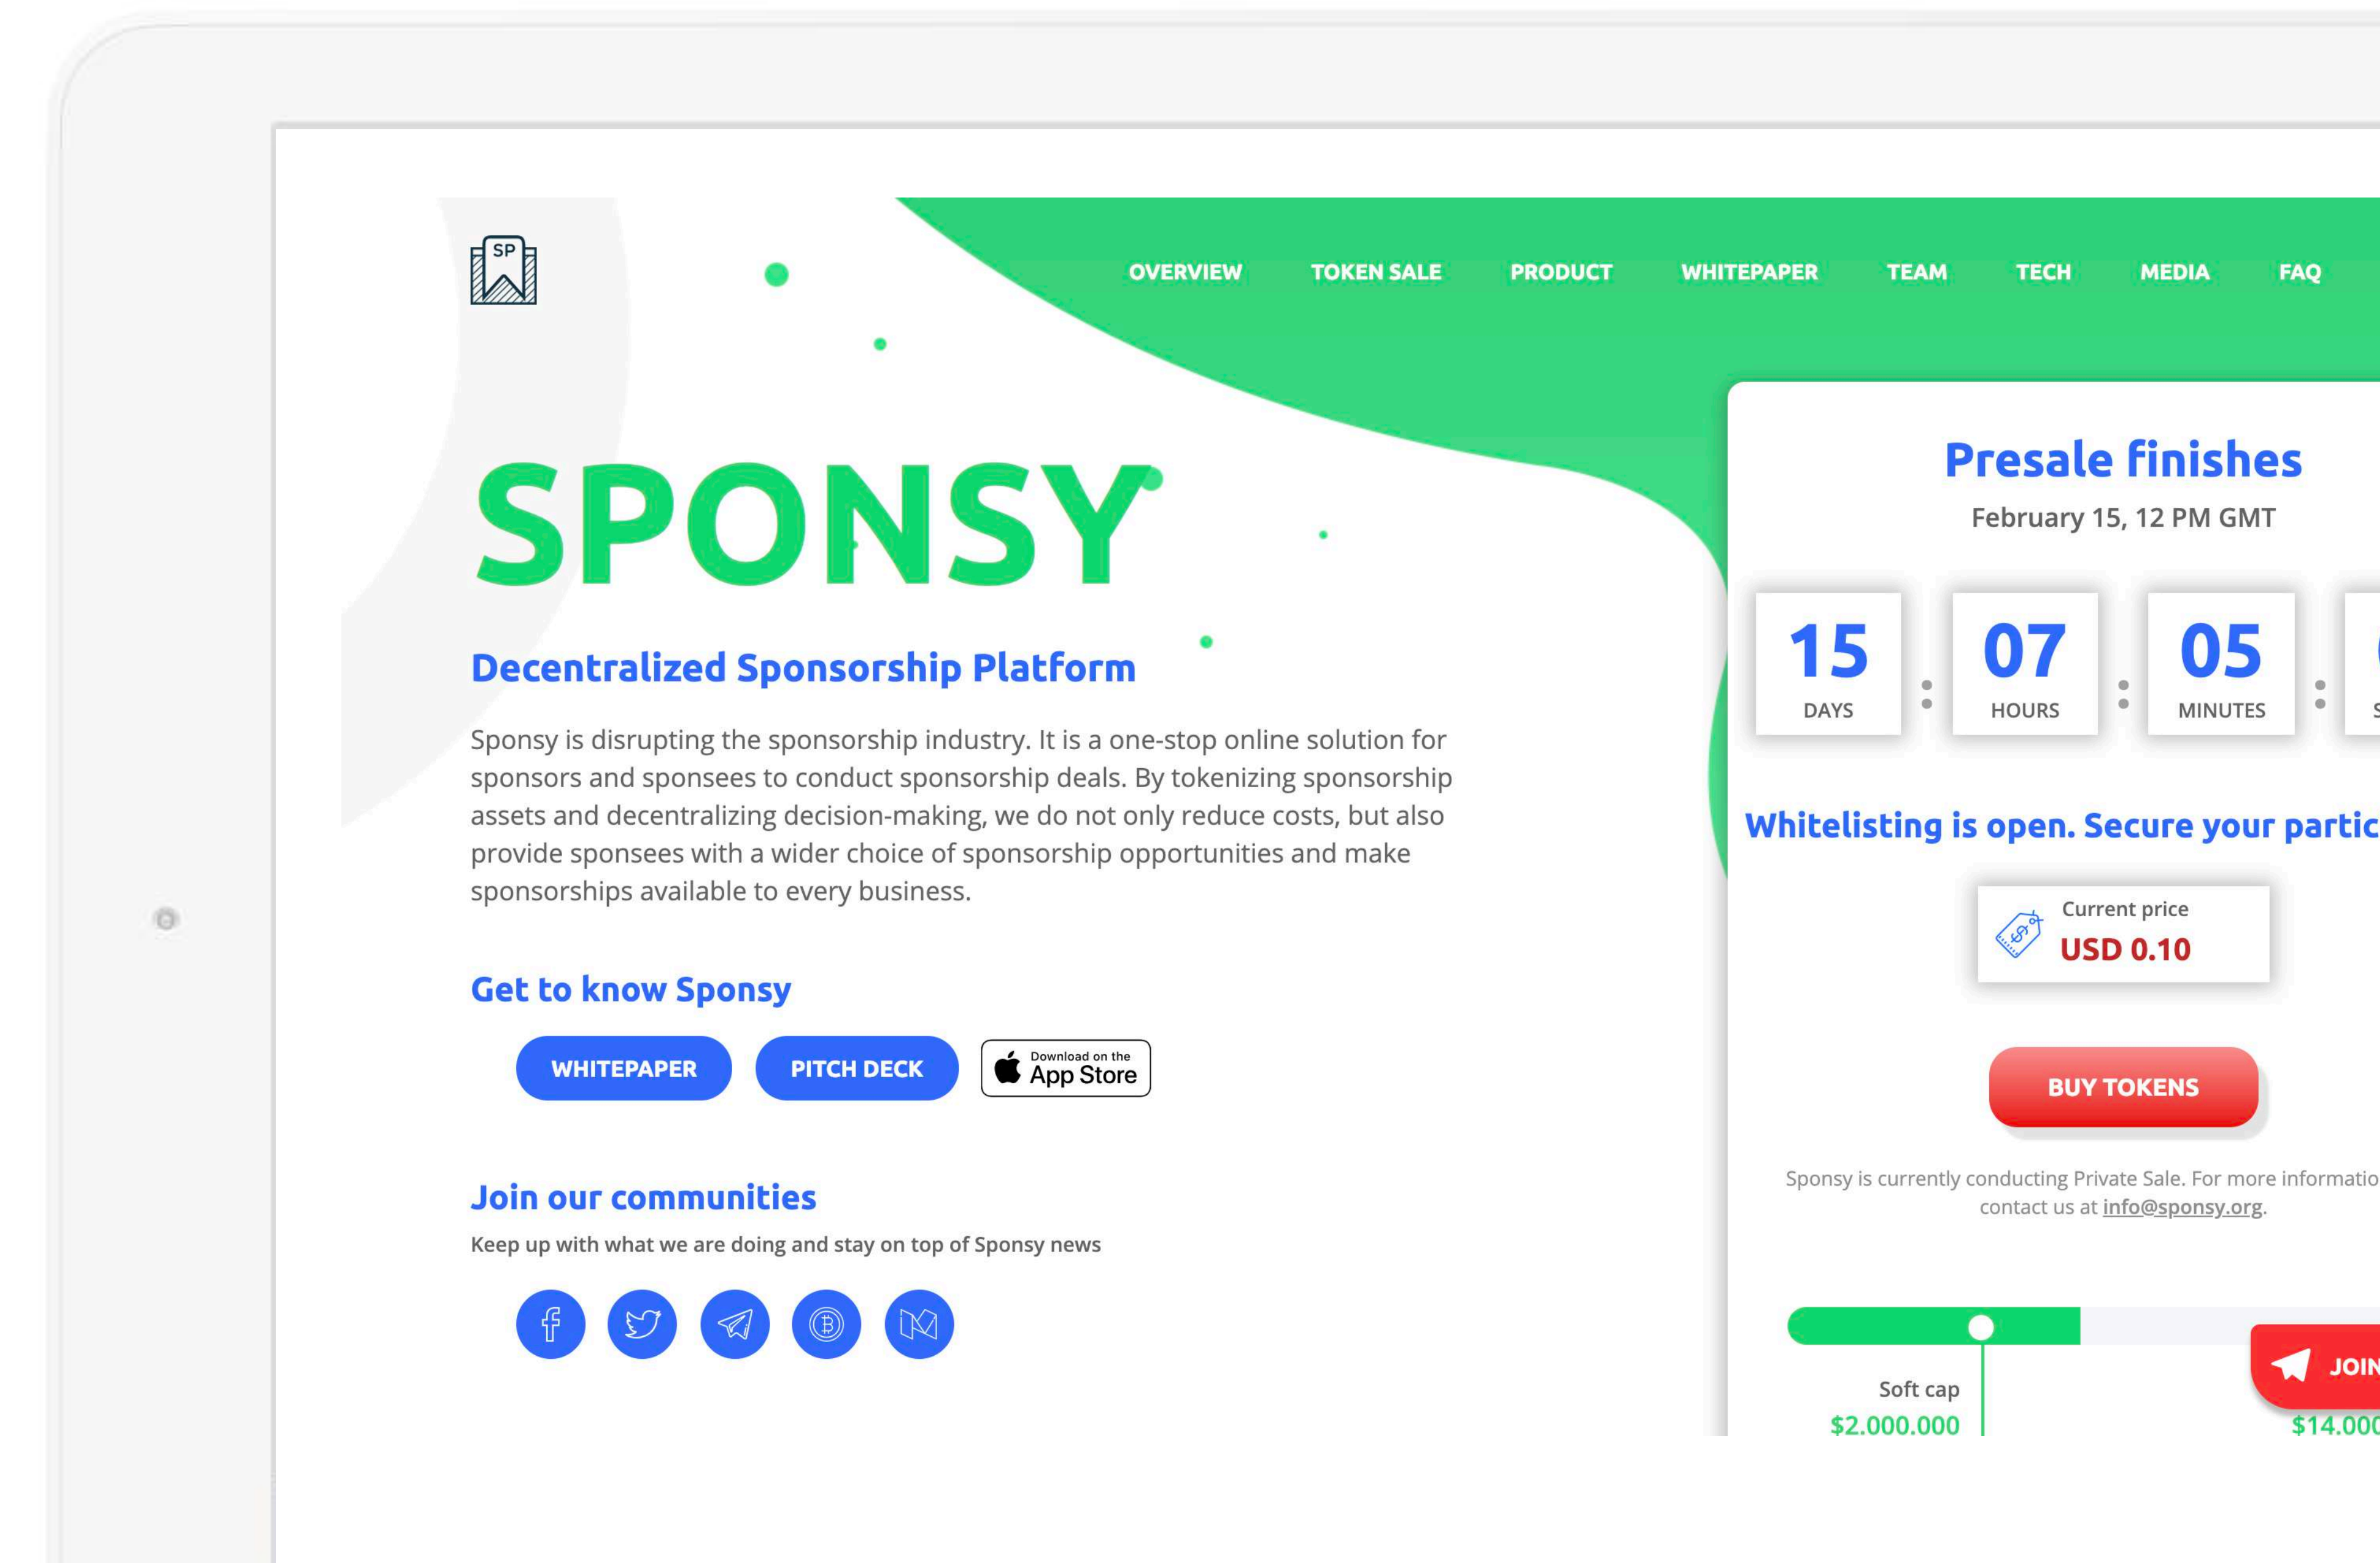 SP
OVERVIEW TOKEN SALE PRODUCT WHITEPAPER TEAM TECH MEDIA FAQ
SPONSY
Decentralized Sponsorship Platform
Sponsy is disrupting the sponsorship industry. It is a one-stop online solution for
sponsors and sponsees to conduct sponsorship deals. By tokenizing sponsorship
assets and decentralizing decision-making, we do not only reduce costs, but also
provide sponsees with a wider choice of sponsorship opportunities and make
sponsorships available to every business.
Get to know Sponsy
WHITEPAPER PITCH DECK Download on the
App Store
Join our communities
Keep up with what we are doing and stay on top of Sponsy news
Presale finishes
February 15, 12 PM GMT
15 : 07 : 05 :
DAYS HOURS MINUTES
Whitelisting is open. Secure your
Current price
USD 0.10
BUY TOKENS
Sponsy is currently conducting Private Sale. For more
contact us at info@sponsy.org.
JOIN
Soft cap
$2.000.000